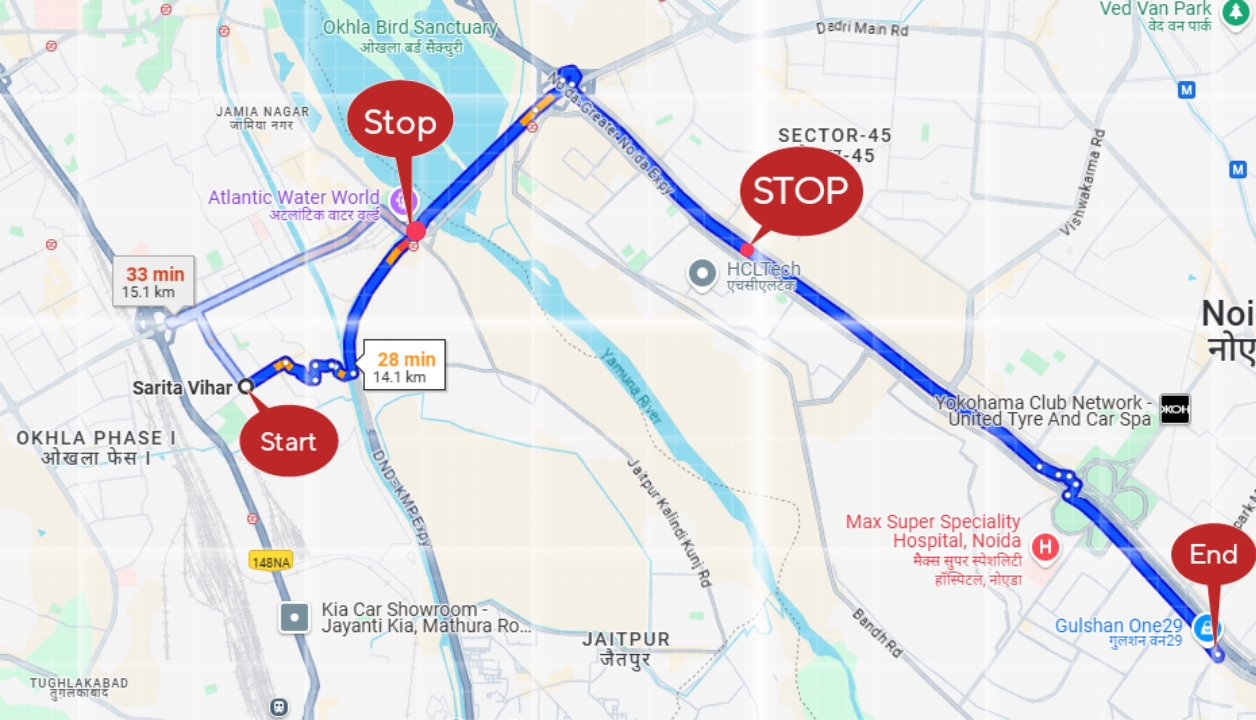 Okhla Bird Sanctuary
ओखला बर्ड सैंक्चुरी
Dadri Main Rd
Ved Van Park
वेद वन पार्क
M
JAMIA NAGAR
जामिया नगर
Stop
Noida-Greater Noida Expy
SECTOR-45
-45
Vishwakarma Rd
M
Atlantic Water World
अटलांटिक वाटर वर्ल्ड
STOP
33 min
15.1 km
HCLTech
एचसीएलटेक
Noi
नोए
28 min
14.1 km
Sarita Vihar
Yamuna River
Yokohama Club Network -
United Tyre And Car Spa
OKHLA PHASE I
ओखला फेस I
Start
DND-KMP Expy
Jaitpur Kalindi Kunj Rd
park
Max Super Speciality
Hospital, Noida
मैक्स सुपर स्पेशलिटी
हॉस्पिटल, नोएडा
H
End
148NA
Kia Car Showroom -
Jayanti Kia, Mathura Ro...
JAITPUR
जैतपुर
Bandh Rd
Gulshan One29
गुलशन वन29
TUGHLAKABAD
तुगलकाबाद